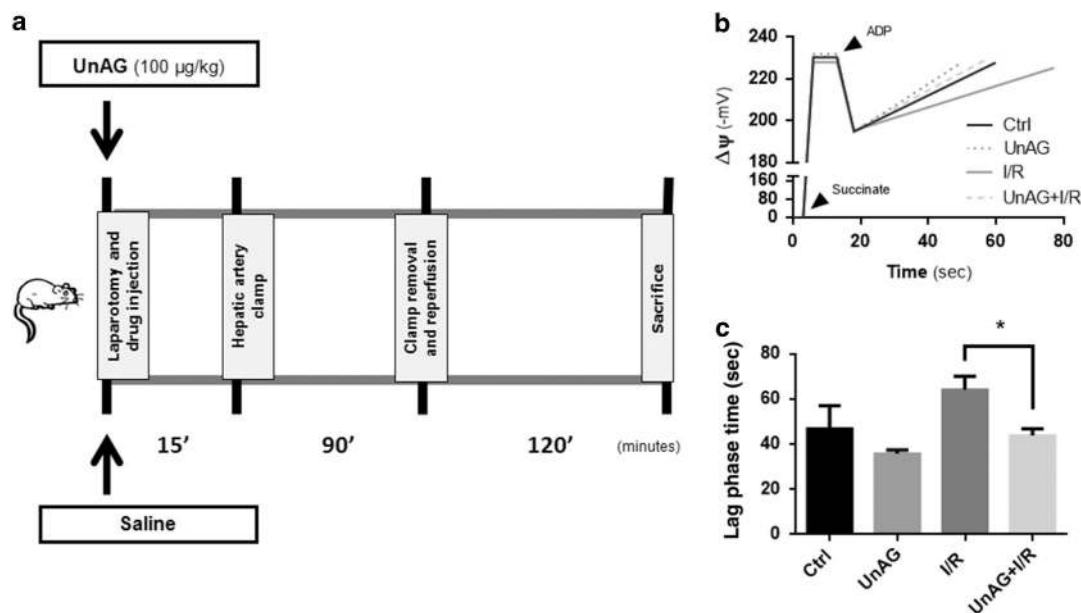 a
UnAG (100 µg/kg)
Laparotomy and
drug injection
Hepatic artery
clamp
Clamp removal
and reperfusion
Sacrifice
15’
90’
120’
(minutes)
Saline
b
ADP
Δψ (-mV)
240
220
200
180
160
80
0
Succinate
Ctrl
UnAG
I/R
UnAG+I/R
0
20
40
60
80
Time (sec)
c
*
Lag phase time (sec)
80
60
40
20
0
Ctrl
UnAG
I/R
UnAG+I/R